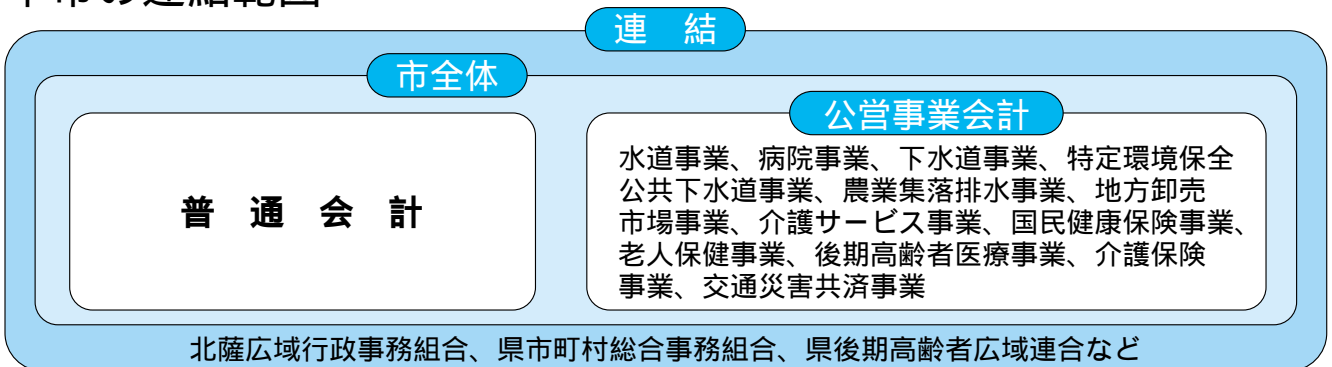 本市の連結範囲
連　結
市全体
普　通　会　計
公営事業会計
水道事業、病院事業、下水道事業、特定環境保全
公共下水道事業、農業集落排水事業、地方卸売
市場事業、介護サービス事業、国民健康保険事業、
老人保健事業、後期高齢者医療事業、介護保険
事業、交通災害共済事業
北薩広域行政事務組合、県市町村総合事務組合、県後期高齢者広域連合など